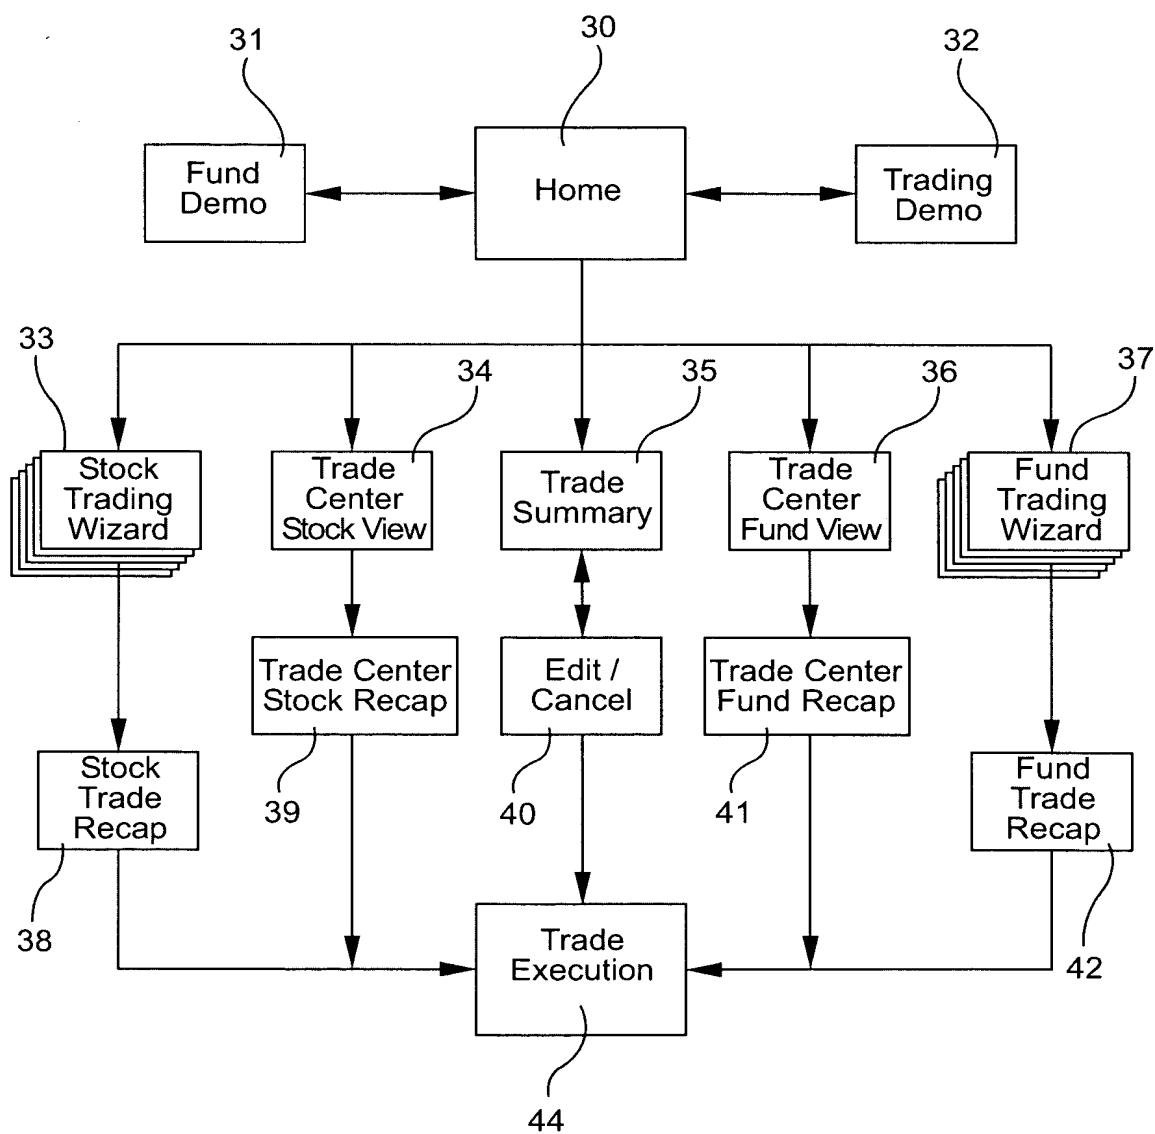 31
30
32
Fund
Demo
Home
Trading
Demo
33
34
35
36
37
Stock
Trading
Wizard
Trade
Center
Stock View
Trade
Summary
Trade
Center
Fund View
Fund
Trading
Wizard
Trade Center
Stock Recap
Edit /
Cancel
Trade Center
Fund Recap
Stock
Trade
Recap
39
40
41
Fund
Trade
Recap
38
Trade
Execution
42
44